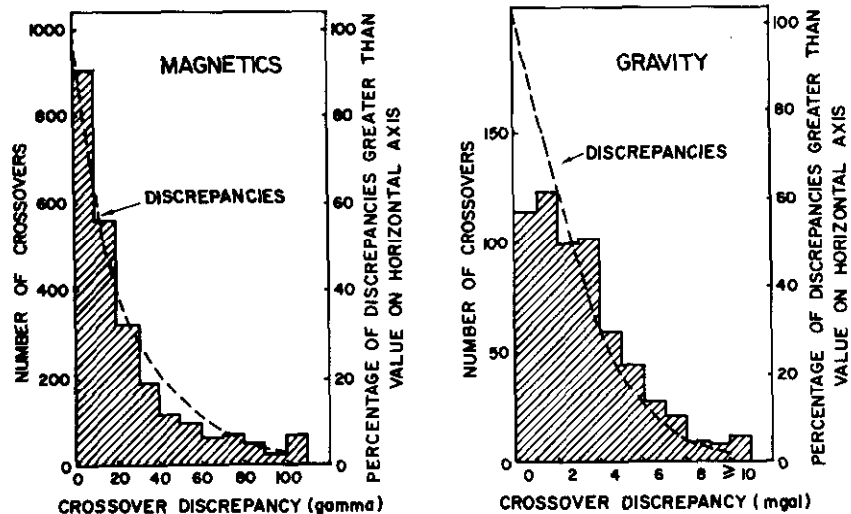 MAGNETICS
DISCREPANCIES
NUMBER OF CROSSOVERS
1000
800
600
400
200
0
PERCENTAGE OF DISCREPANCIES GREATER THAN
VALUE ON HORIZONTAL AXIS
100
80
60
40
20
0
0 20 40 60 80 100
CROSSOVER DISCREPANCY (gamma)
GRAVITY
DISCREPANCIES
NUMBER OF CROSSOVERS
150
100
50
0
PERCENTAGE OF DISCREPANCIES GREATER THAN
VALUE ON HORIZONTAL AXIS
100
80
60
40
20
0
0 2 4 6 8 10
CROSSOVER DISCREPANCY (mgal)